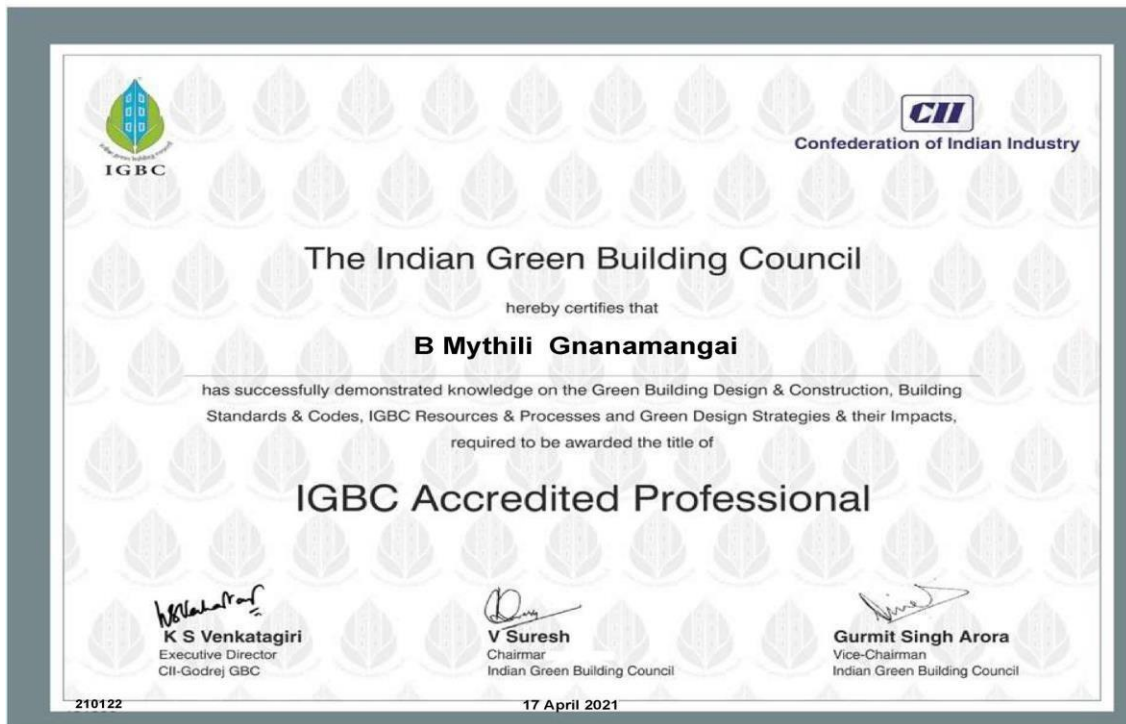 IGBC
CII
Confederation of Indian Industry
The Indian Green Building Council
hereby certifies that
B Mythili Gnanamangai
has successfully demonstrated knowledge on the Green Building Design & Construction, Building
Standards & Codes, IGBC Resources & Processes and Green Design Strategies & their Impacts,
required to be awarded the title of
IGBC Accredited Professional
K S Venkatagiri
Executive Director
CII-Godrej GBC
V Suresh
Chairmar
Indian Green Building Council
Gurmit Singh Arora
Vice-Chairman
Indian Green Building Council
210122
17 April 2021